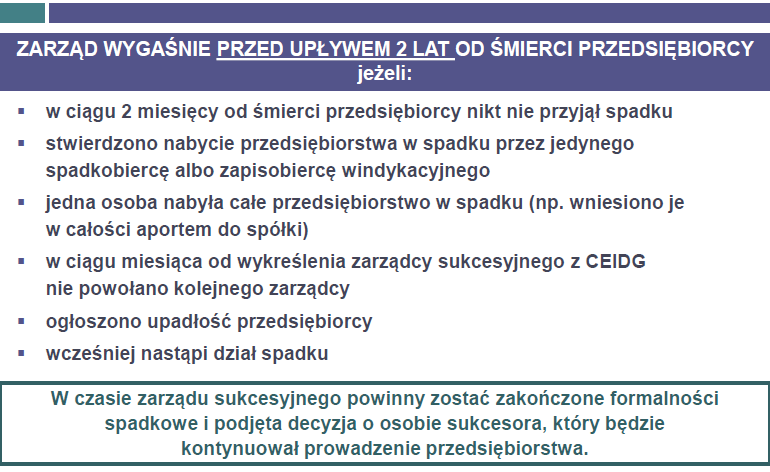 ZARZĄD WYGAŚNIE PRZED UPŁYWEM 2 LAT OD ŚMIERCI PRZEDSIĘBIORCY
jeżeli:
▪ w ciągu 2 miesięcy od śmierci przedsiębiorcy nikt nie przyjął spadku
▪ stwierdzono nabycie przedsiębiorstwa w spadku przez jedynego
spadkobiercę albo zapisobiercę windykacyjnego
▪ jedna osoba nabyła całe przedsiębiorstwo w spadku (np. wniesiono je
w całości aportem do spółki)
▪ w ciągu miesiąca od wykreślenia zarządcy sukcesyjnego z CEIDG
nie powołano kolejnego zarządcy
▪ ogłoszono upadłość przedsiębiorcy
▪ wcześniej nastąpi dział spadku
W czasie zarządu sukcesyjnego powinny zostać zakończone formalności
spadkowe i podjęta decyzja o osobie sukcesora, który będzie
kontynuował prowadzenie przedsiębiorstwa.